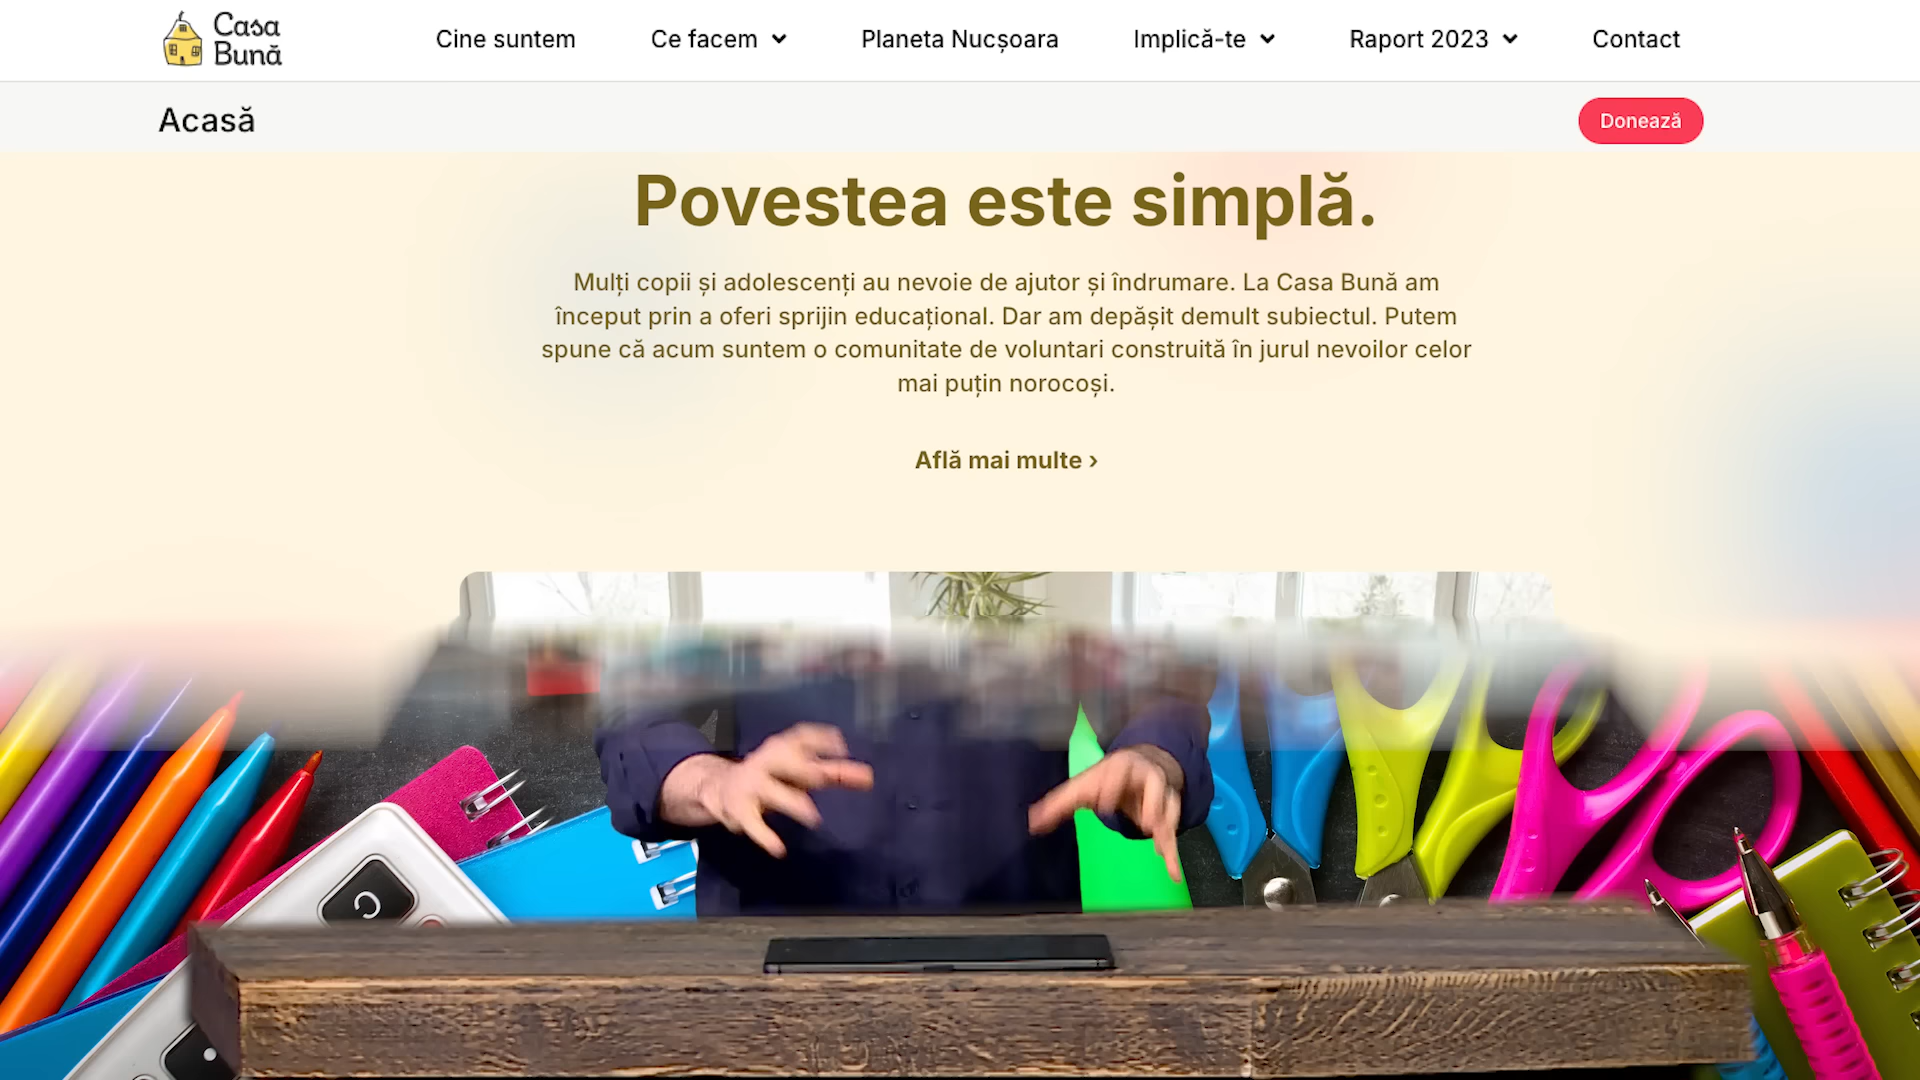 Casa
Bună
Cine suntem
Ce facem
Planeta Nucșoara
Implică-te
Raport 2023
Contact
Acasă
Donează
Povestea este simplă.
Mulți copii și adolescenți au nevoie de ajutor și îndrumare. La Casa Bună am
început prin a oferi sprijin educațional. Dar am depășit demult subiectul. Putem
spune că acum suntem o comunitate de voluntari construită în jurul nevoilor celor
mai puțin norocoși.
Află mai multe ›